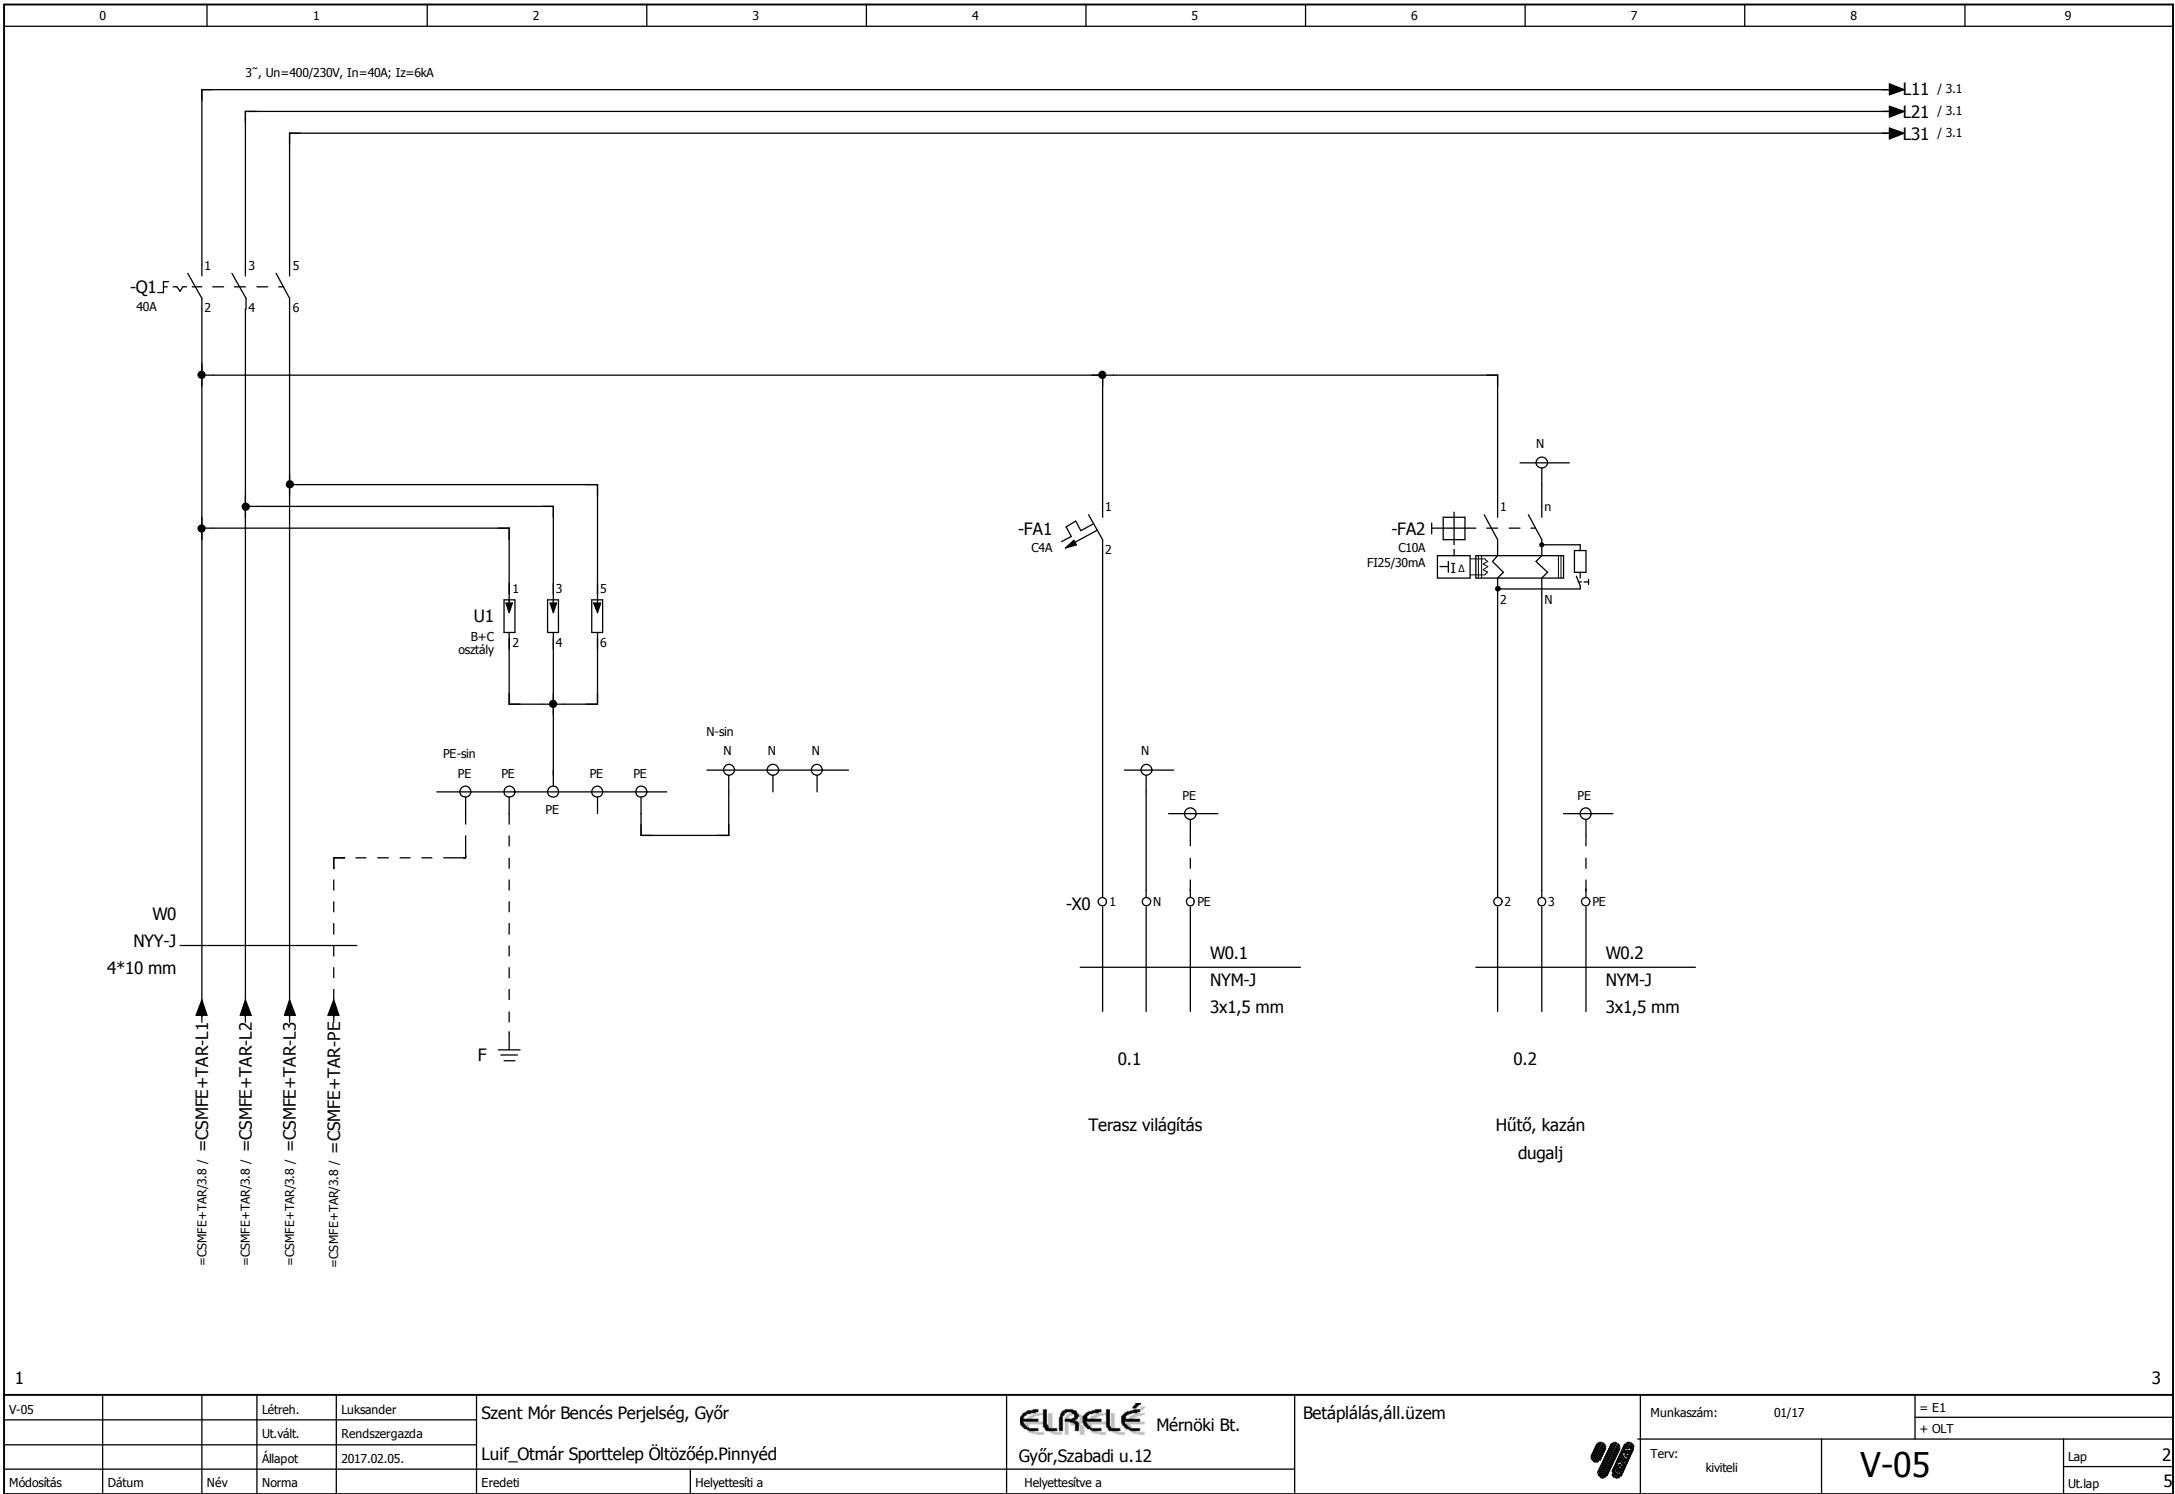 0 1 2 3 4 5 6 7 8 9
3~, Un=400/230V, In=40A; Iz=6kA
L11 / 3.1
L21 / 3.1
L31 / 3.1
1 3 5
-Q1
40A
2 4 6
N
1
-FA1
C4A
2
1 n
-FA2
C10A
FI25/30mA
I Δ
2 N
1 3 5
U1
B+C
osztály
2 4 6
N-sin
N N N
PE-sin
PE PE PE PE
PE
N
PE
PE
-X0 1 N PE
2 3 PE
W0
NYY-J
4*10 mm
W0.1
NYM-J
3x1,5 mm
W0.2
NYM-J
3x1,5 mm
F
0.1
0.2
Terasz világítás
Hűtő, kazán
dugalj
=CSMFE+TAR/3.8 / =CSMFE+TAR-L1
=CSMFE+TAR/3.8 / =CSMFE+TAR-L2
=CSMFE+TAR/3.8 / =CSMFE+TAR-L3
=CSMFE+TAR/3.8 / =CSMFE+TAR-PE
1
3
V-05
Létreh. Luksander
Ut.vált. Rendszergazda
Állapot 2017.02.05.
Módosítás Dátum Név Norma
Szent Mór Bencés Perjelség, Győr
Luif_Otmár Sporttelep Öltözőép.Pinnyéd
Eredeti Helyettesíti a
ELRELÉ Mérnöki Bt.
Győr,Szabadi u.12
Helyettesítve a
Betáplálás,áll.üzem
Munkaszám: 01/17
= E1
+ OLT
Terv: kiviteli
V-05
Lap 2
Ut.lap 5